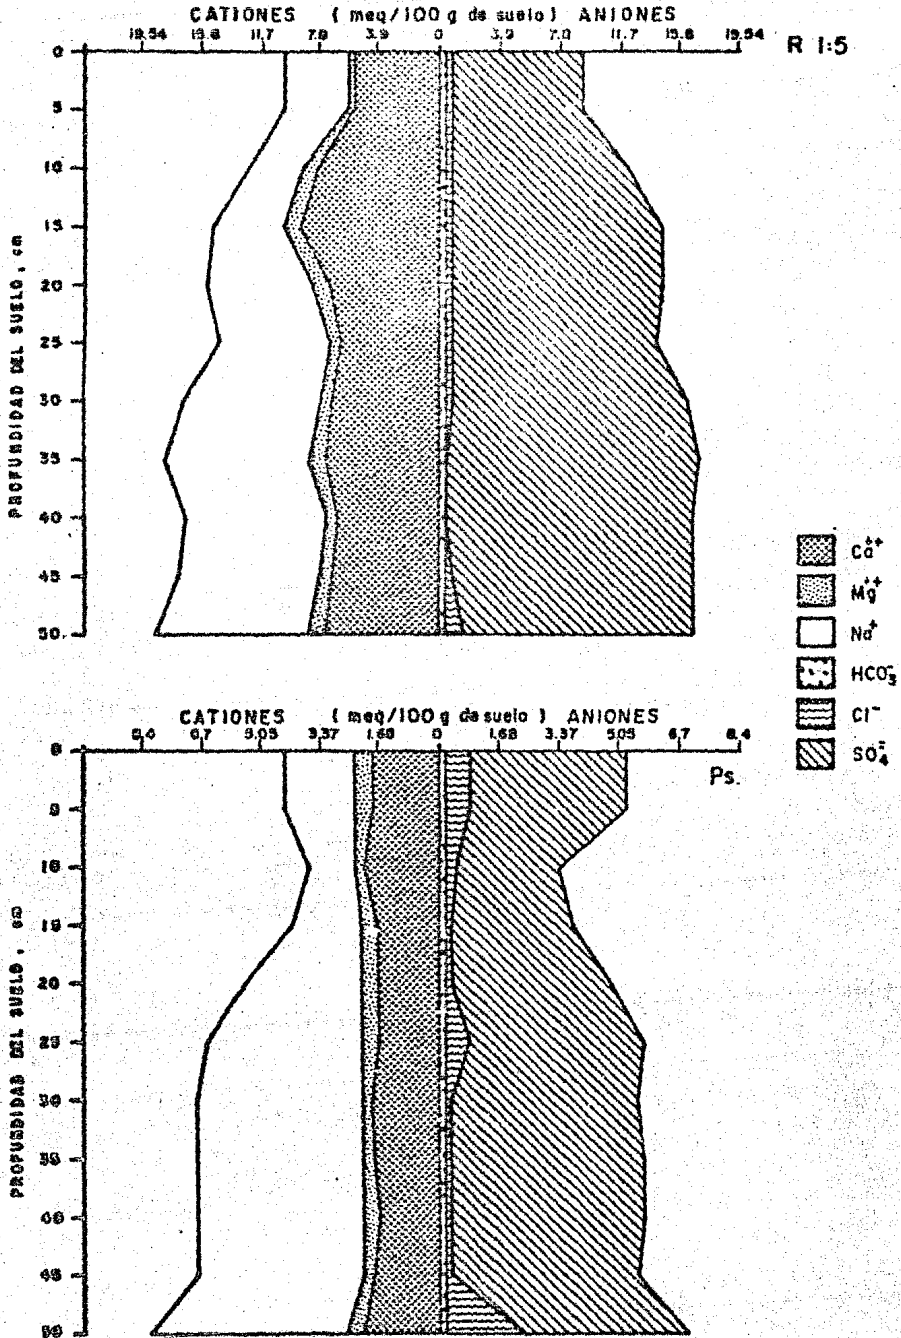 CATIONES ( meq/100 g de suelo ) ANIONES
19.54 15.6 11.7 7.8 3.9 0 3.9 7.8 11.7 15.6 19.54
R 1:5
0
5
10
15
20
25
30
35
40
45
50
PROFUNDIDAD DEL SUELO, cm
Ca++
Mg++
Na+
HCO3-
Cl-
SO4=
CATIONES ( meq/100 g de suelo ) ANIONES
8.4 6.7 5.05 3.37 1.68 0 1.68 3.37 5.05 6.7 8.4
Ps.
0
5
10
15
20
25
30
35
40
45
50
PROFUNDIDAD DEL SUELO, cm